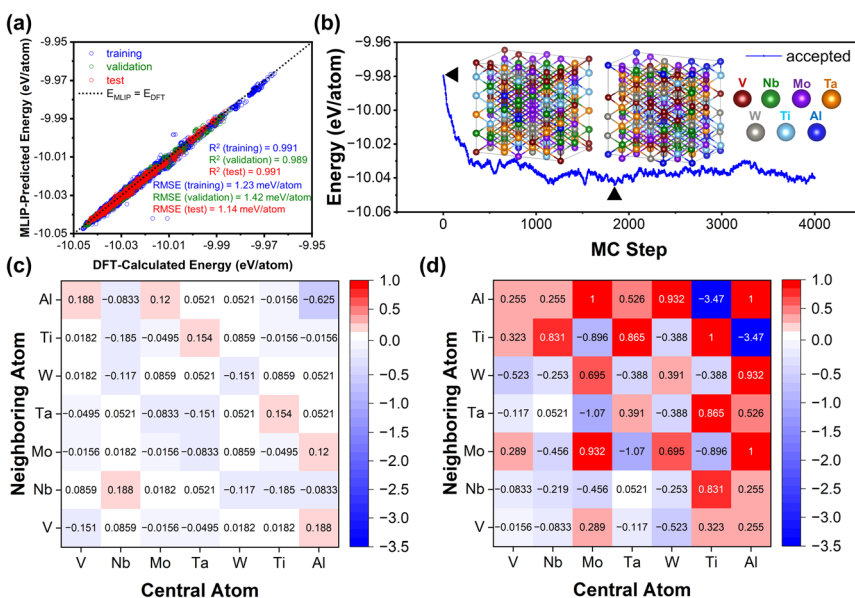 (a)
-9.95
-9.97
-9.99
-10.01
-10.03
-10.05
MLIP-Predicted Energy (eV/atom)
training
validation
test
E_MLIP = E_DFT
R² (training) = 0.991
R² (validation) = 0.989
R² (test) = 0.991
RMSE (training) = 1.23 meV/atom
RMSE (validation) = 1.42 meV/atom
RMSE (test) = 1.14 meV/atom
-10.05 -10.03 -10.01 -9.99 -9.97 -9.95
DFT-Calculated Energy (eV/atom)
(b)
-9.96
-9.98
-10.00
-10.02
-10.04
-10.06
Energy (eV/atom)
accepted
V Nb Mo Ta
W Ti Al
0 1000 2000 3000 4000
MC Step
(c)
Neighboring Atom
Al 0.188 −0.0833 0.12 0.0521 0.0521 −0.0156 −0.625
Ti 0.0182 −0.185 −0.0495 0.154 0.0859 −0.0156 −0.0156
W 0.0182 −0.117 0.0859 0.0521 −0.151 0.0859 0.0521
Ta −0.0495 0.0521 −0.0833 −0.151 0.0521 0.154 0.0521
Mo −0.0156 0.0182 −0.0156 −0.0833 0.0859 −0.0495 0.12
Nb 0.0859 0.188 0.0182 0.0521 −0.117 −0.185 −0.0833
V −0.151 0.0859 −0.0156 −0.0495 0.0182 0.0182 0.188
V Nb Mo Ta W Ti Al
Central Atom
1.0
0.5
0.0
−0.5
−1.0
−1.5
−2.0
−2.5
−3.0
−3.5
(d)
Neighboring Atom
Al 0.255 0.255 1 0.526 0.932 −3.47 1
Ti 0.323 0.831 −0.896 0.865 −0.388 1 −3.47
W −0.523 −0.253 0.695 −0.388 0.391 −0.388 0.932
Ta −0.117 0.0521 −1.07 0.391 −0.388 0.865 0.526
Mo 0.289 −0.456 0.932 −1.07 0.695 −0.896 1
Nb −0.0833 −0.219 −0.456 0.0521 −0.253 0.831 0.255
V −0.0156 −0.0833 0.289 −0.117 −0.523 0.323 0.255
V Nb Mo Ta W Ti Al
Central Atom
1.0
0.5
0.0
−0.5
−1.0
−1.5
−2.0
−2.5
−3.0
−3.5